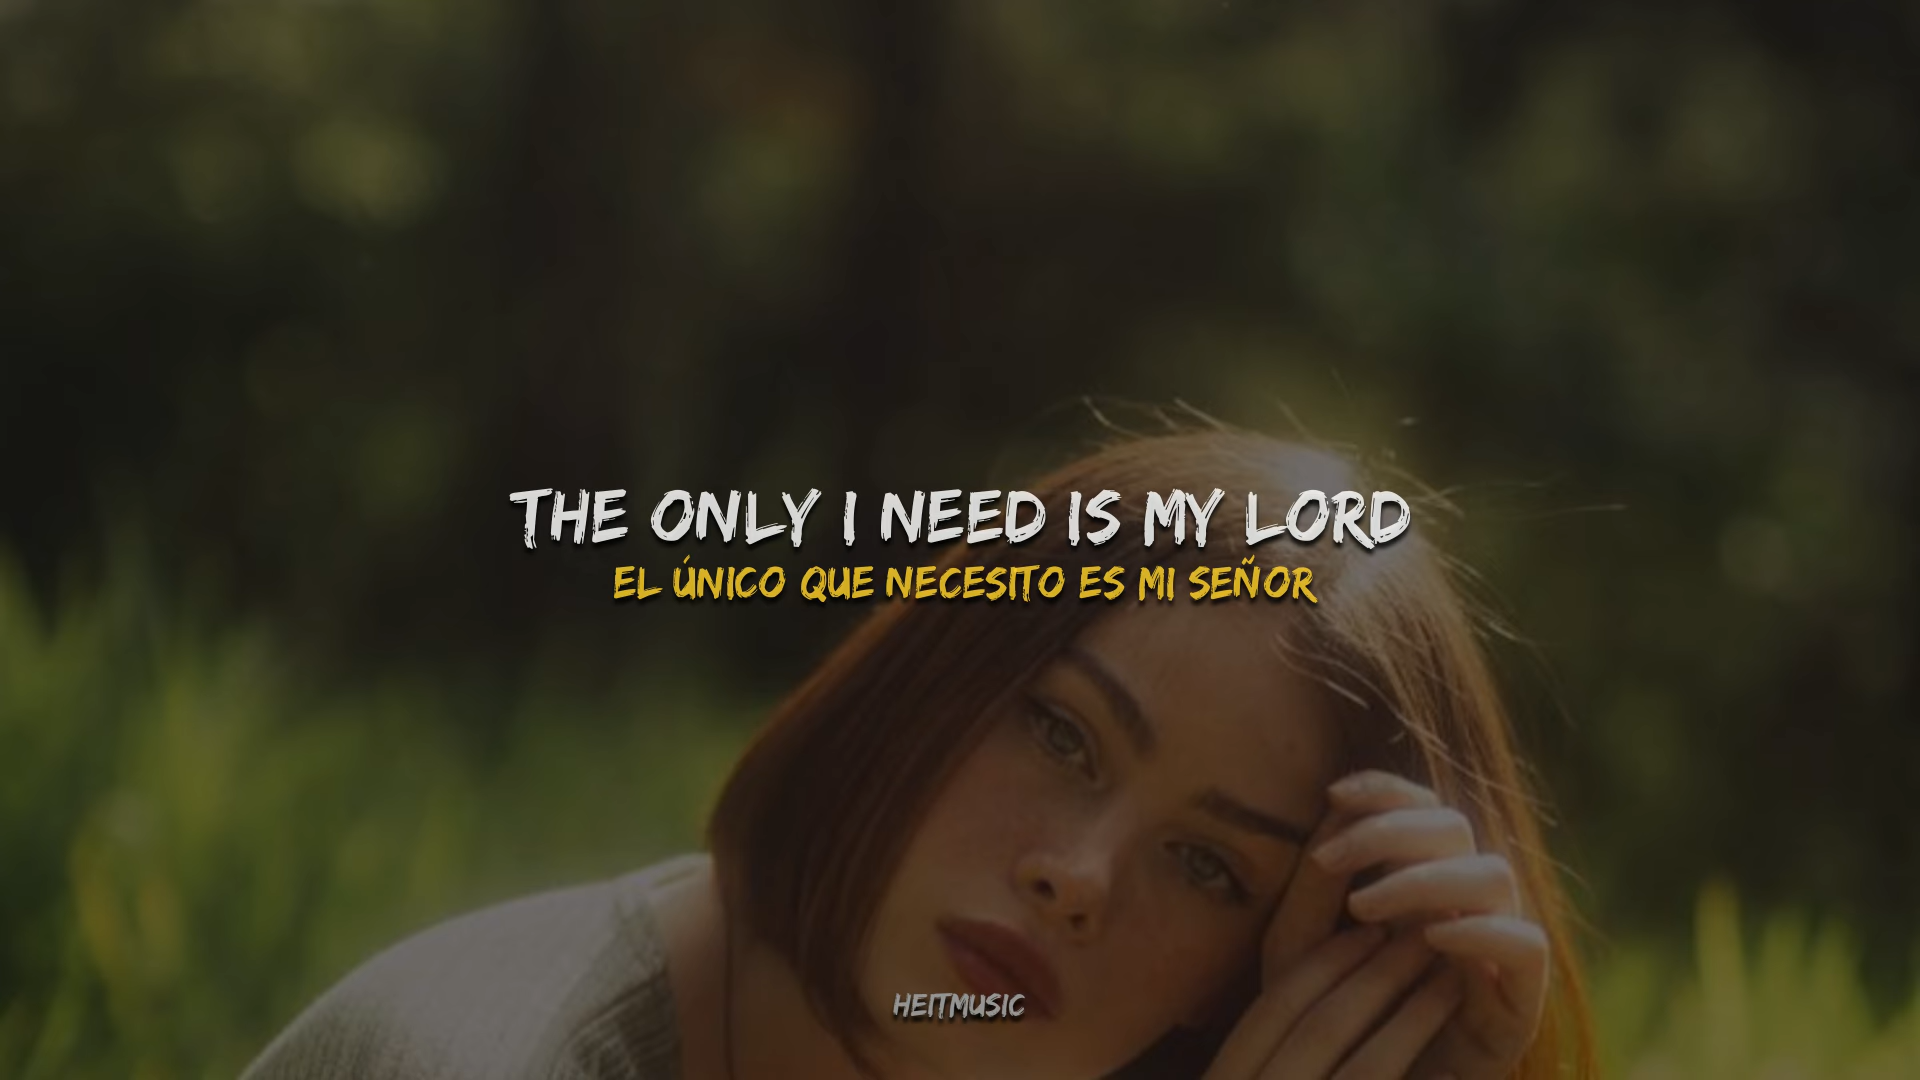 THE ONLY I NEED IS MY LORD
EL ÚNICO QUE NECESITO ES MI SEÑOR
HEITMUSIC